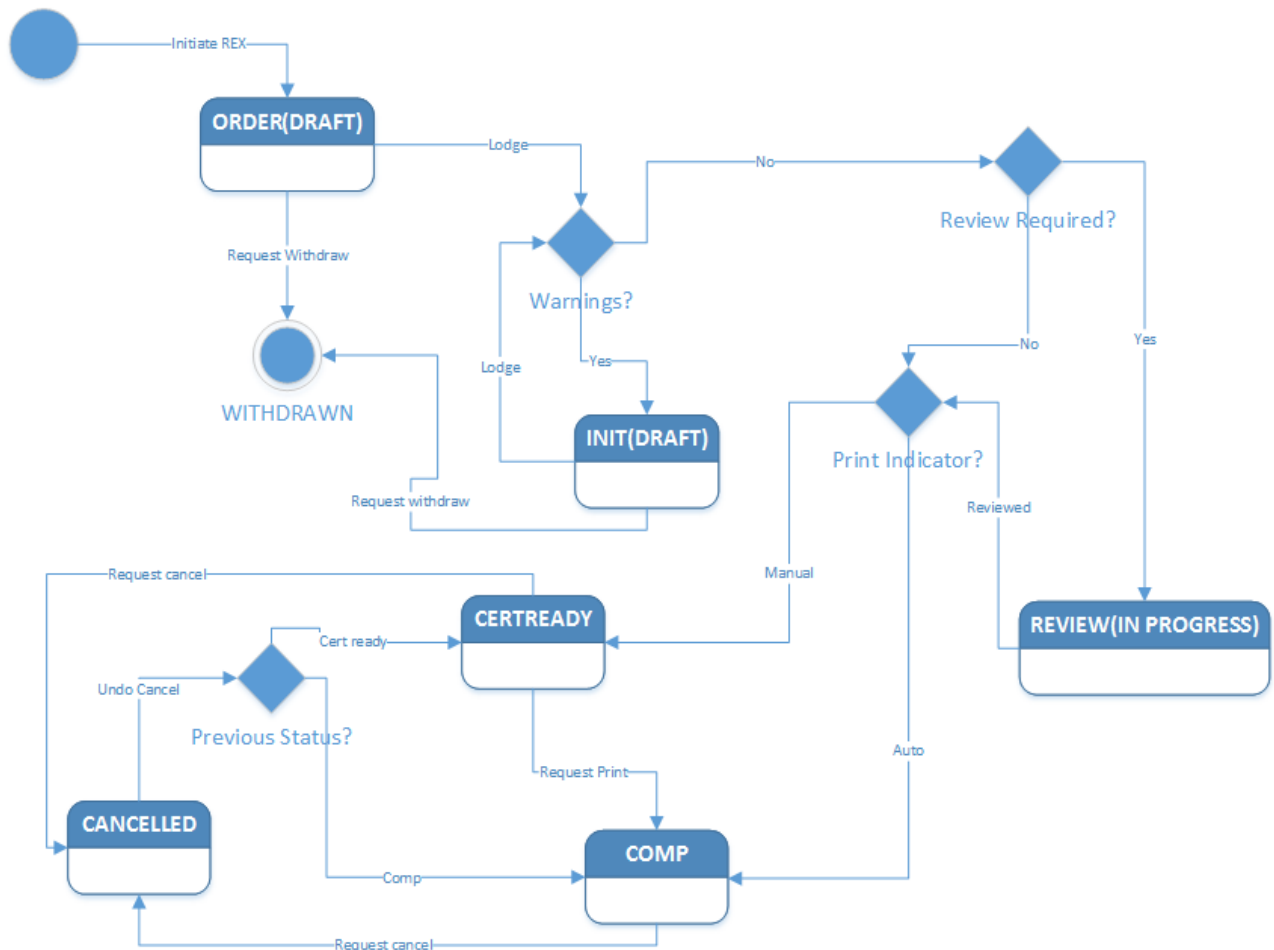 Initiate REX
ORDER(DRAFT)
Lodge
No
Review Required?
Request Withdraw
Warnings?
Lodge
Yes
No
Yes
WITHDRAWN
INIT(DRAFT)
Print Indicator?
Request withdraw
Reviewed
Request cancel
Manual
CERTREADY
REVIEW(IN PROGRESS)
Cert ready
Undo Cancel
Previous Status?
Request Print
Auto
CANCELLED
COMP
Comp
Request cancel